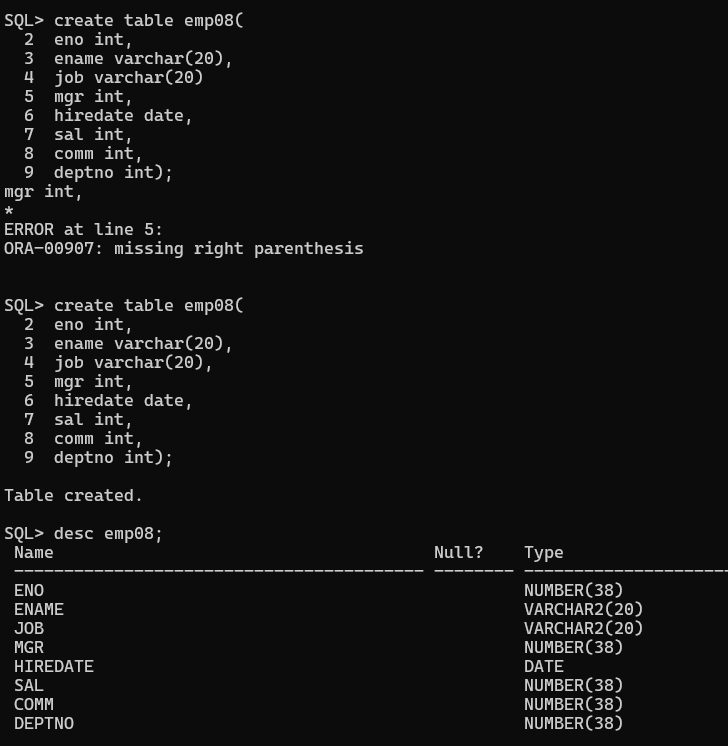 SQL> create table emp08(
  2  eno int,
  3  ename varchar(20),
  4  job varchar(20)
  5  mgr int,
  6  hiredate date,
  7  sal int,
  8  comm int,
  9  deptno int);
mgr int,
*
ERROR at line 5:
ORA-00907: missing right parenthesis
SQL> create table emp08(
  2  eno int,
  3  ename varchar(20),
  4  job varchar(20),
  5  mgr int,
  6  hiredate date,
  7  sal int,
  8  comm int,
  9  deptno int);
Table created.
SQL> desc emp08;
 Name                                      Null?    Type
 ----------------------------------------- -------- --------------------
 ENO                                                NUMBER(38)
 ENAME                                              VARCHAR2(20)
 JOB                                                VARCHAR2(20)
 MGR                                                NUMBER(38)
 HIREDATE                                           DATE
 SAL                                                NUMBER(38)
 COMM                                               NUMBER(38)
 DEPTNO                                             NUMBER(38)